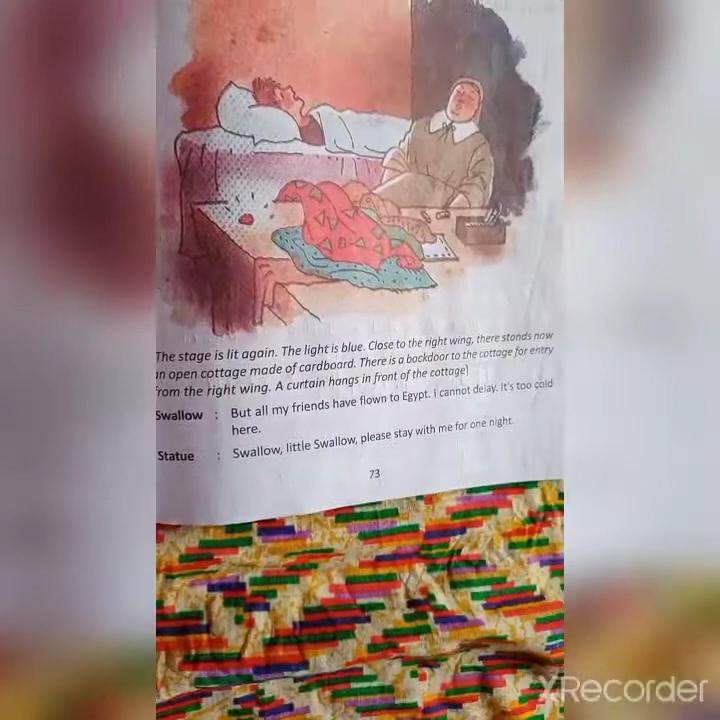 The stage is lit again. The light is blue. Close to the right wing, there stands now
an open cottage made of cardboard. There is a backdoor to the cottage for entry
from the right wing. A curtain hangs in front of the cottage)
Swallow : But all my friends have flown to Egypt. I cannot delay. It's too cold
here.
Statue : Swallow, little Swallow, please stay with me for one night.
73
XRecorder